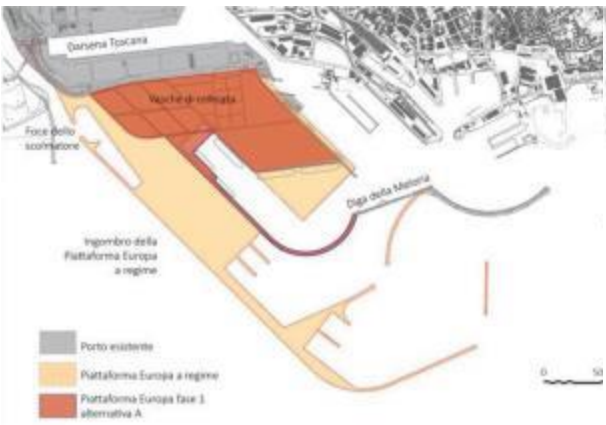 Darsena Toscana
Vasche di colmata
Foce dello
scolmatore
Diga della Meloria
Ingombro della
Piattaforma Europa
a regime
Porto esistente
Piattaforma Europa a regime
Piattaforma Europa fase 1
alternativa A
0